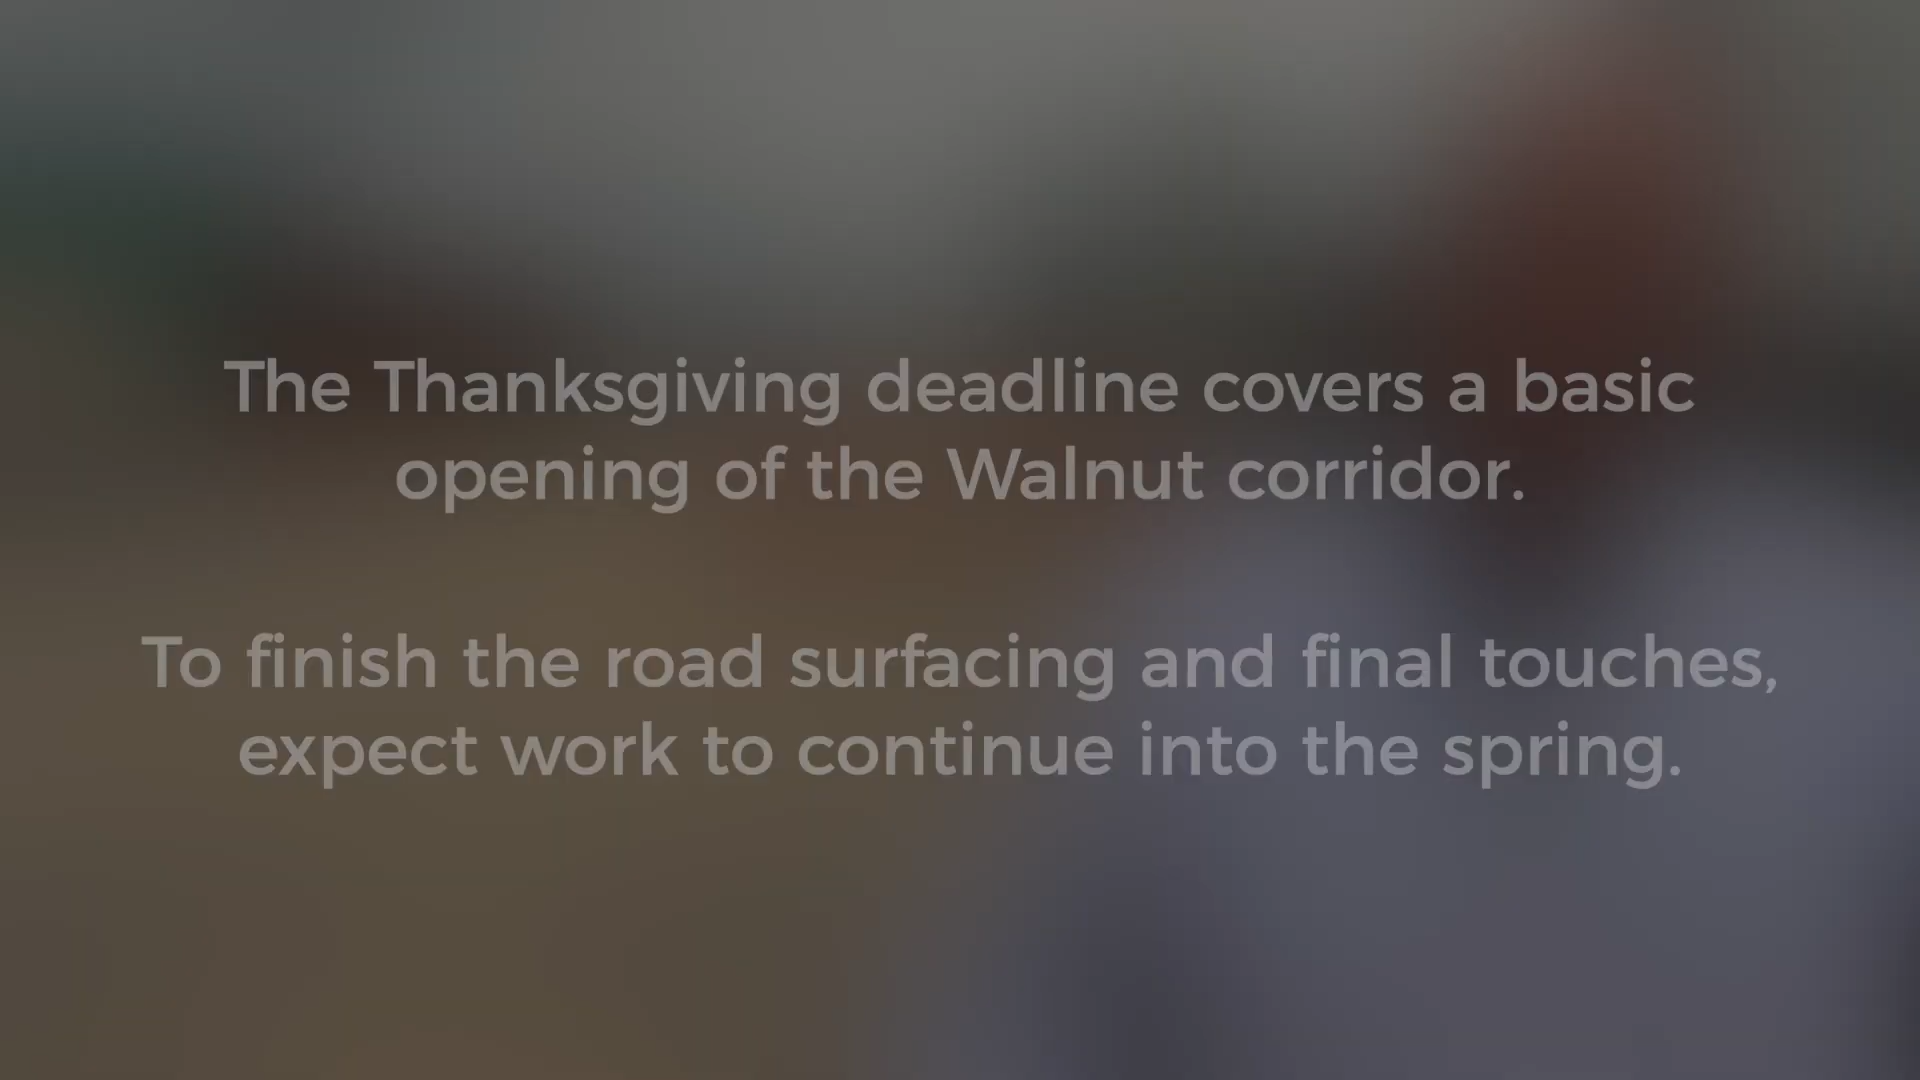 The Thanksgiving deadline covers a basic
opening of the Walnut corridor.
To finish the road surfacing and final touches,
expect work to continue into the spring.